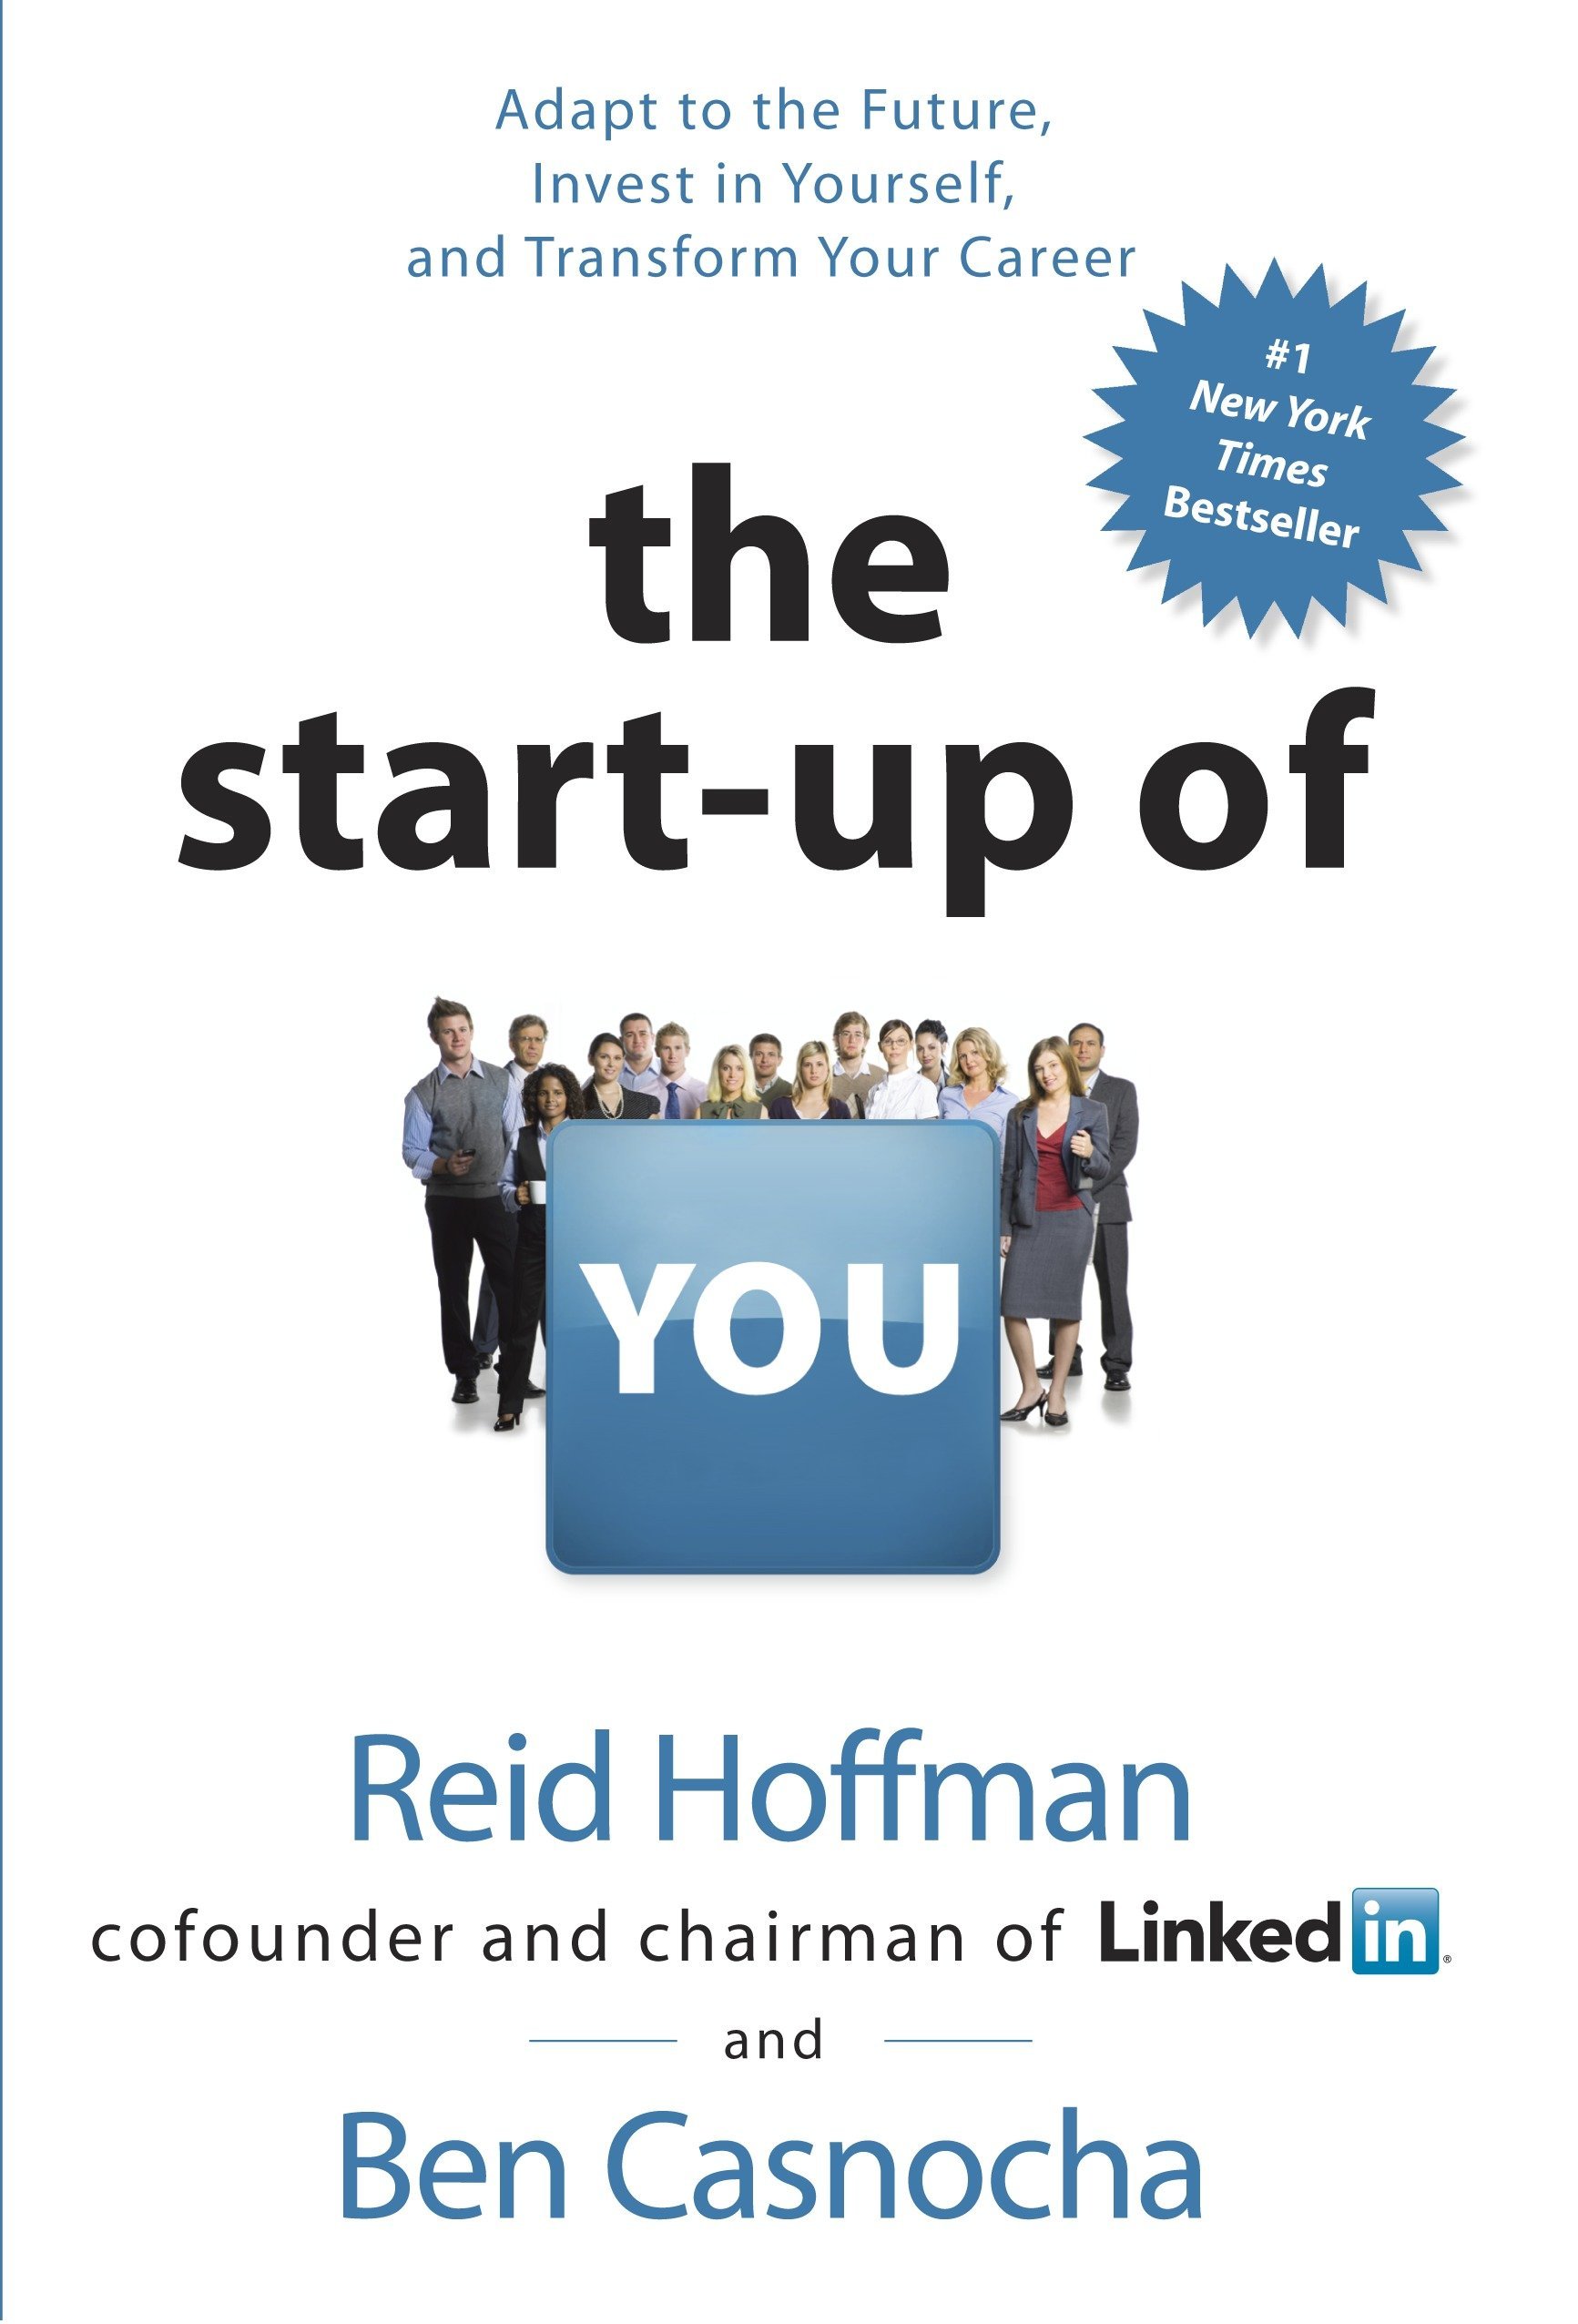 Adapt to the Future,
Invest in Yourself,
and Transform Your Career
#1
New York
Times
Bestseller
the
start-up of
YOU
Reid Hoffman
cofounder and chairman of Linkedin®
and
Ben Casnocha